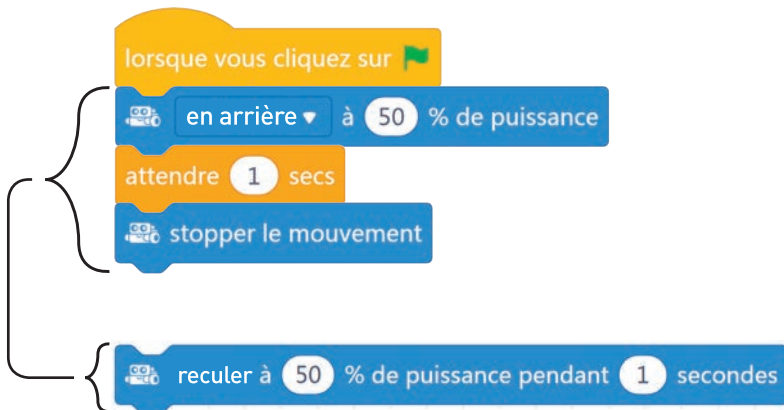 lorsque vous cliquez sur
en arrière à 50 % de puissance
attendre 1 secs
stopper le mouvement
reculer à 50 % de puissance pendant 1 secondes